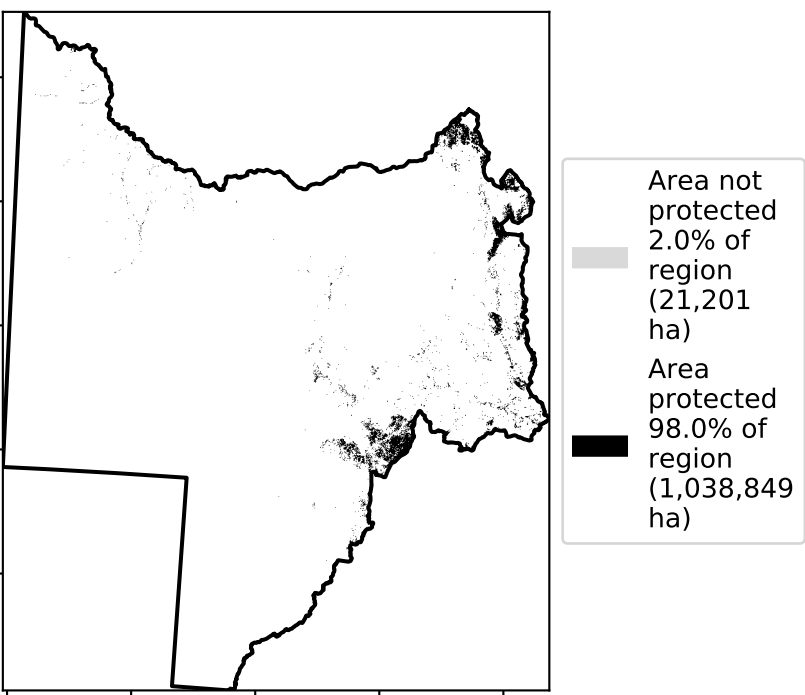 Area not
protected
2.0% of
region
(21,201
ha)
Area
protected
98.0% of
region
(1,038,849
ha)